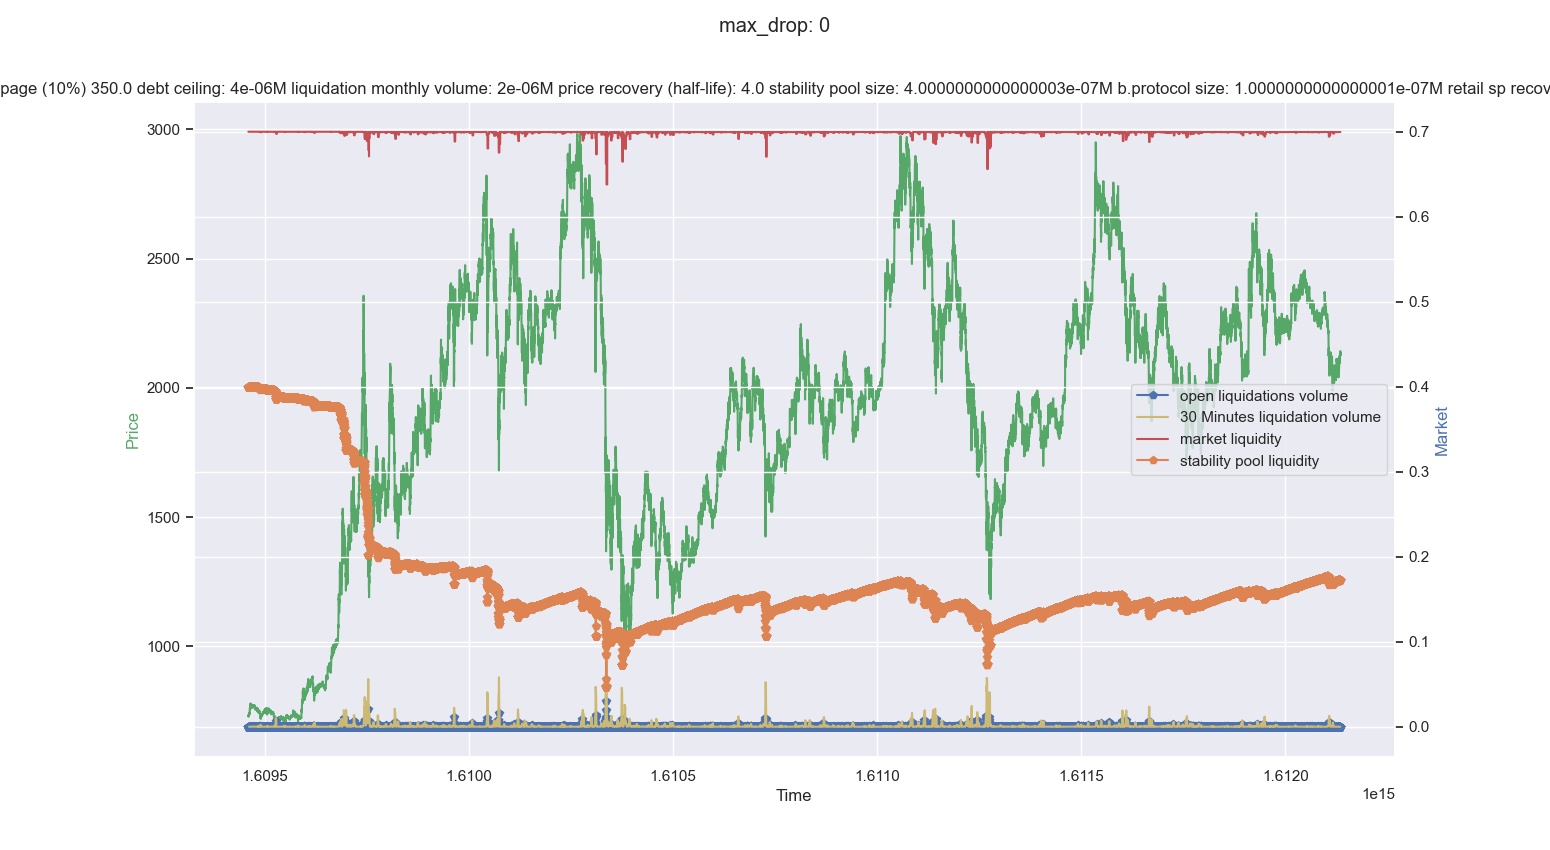 max_drop: 0
page (10%) 350.0 debt ceiling: 4e-06M liquidation monthly volume: 2e-06M price recovery (half-life): 4.0 stability pool size: 4.0000000000000003e-07M b.protocol size: 1.0000000000000001e-07M retail sp recov
3000
2500
2000
1500
1000
Price
0.7
0.6
0.5
0.4
0.3
0.2
0.1
0.0
Market
open liquidations volume
30 Minutes liquidation volume
market liquidity
stability pool liquidity
1.6095 1.6100 1.6105 1.6110 1.6115 1.6120
Time
1e15